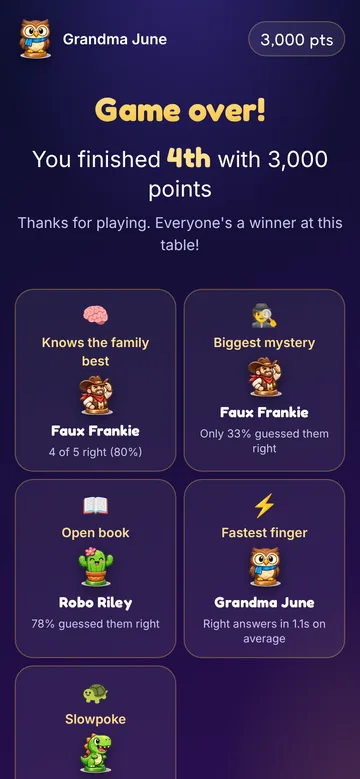 Grandma June
3,000 pts
Game over!
You finished 4th with 3,000
points
Thanks for playing. Everyone's a winner at this
table!
Knows the family
best
Faux Frankie
4 of 5 right (80%)
Biggest mystery
Faux Frankie
Only 33% guessed them
right
Open book
Robo Riley
78% guessed them right
Fastest finger
Grandma June
Right answers in 1.1s on
average
Slowpoke